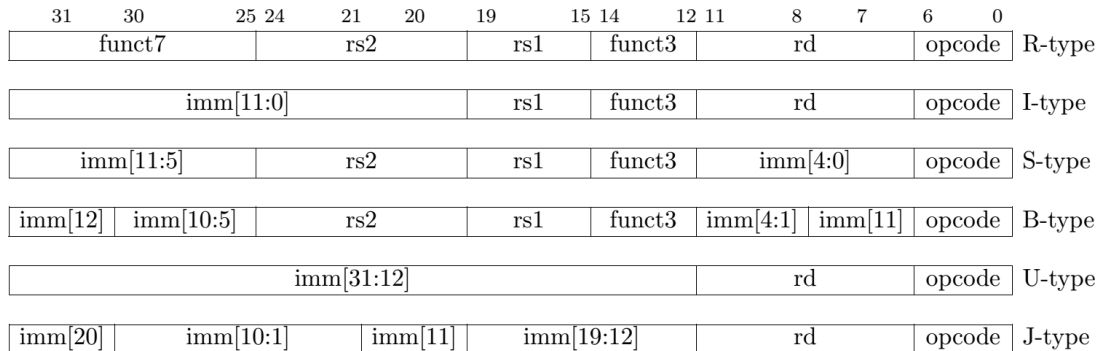 31 30 25 24 21 20 19 15 14 12 11 8 7 6 0
funct7 rs2 rs1 funct3 rd opcode R-type
imm[11:0] rs1 funct3 rd opcode I-type
imm[11:5] rs2 rs1 funct3 imm[4:0] opcode S-type
imm[12] imm[10:5] rs2 rs1 funct3 imm[4:1] imm[11] opcode B-type
imm[31:12] rd opcode U-type
imm[20] imm[10:1] imm[11] imm[19:12] rd opcode J-type